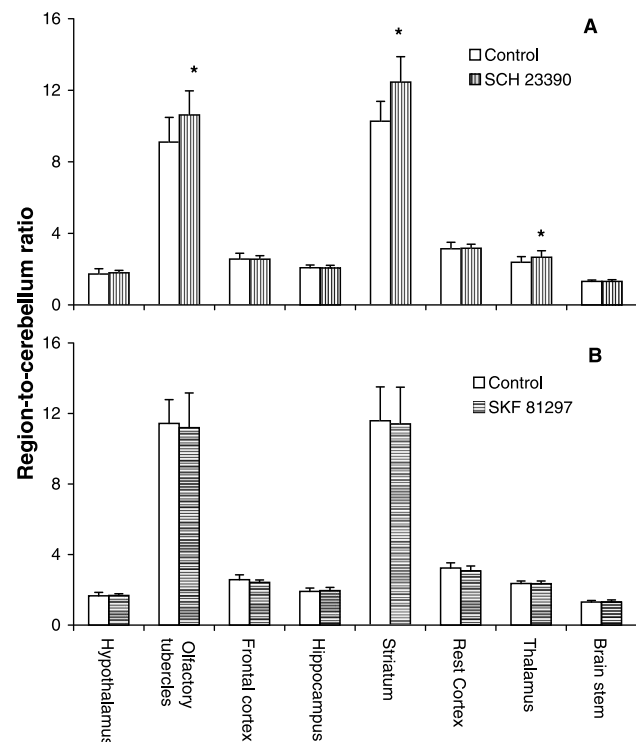 Region-to-cerebellum ratio
A
16
12
8
4
0
*
*
*
Control
SCH 23390
B
16
12
8
4
0
Control
SKF 81297
Hypothalamus
Olfactory
tubercles
Frontal cortex
Hippocampus
Striatum
Rest Cortex
Thalamus
Brain stem